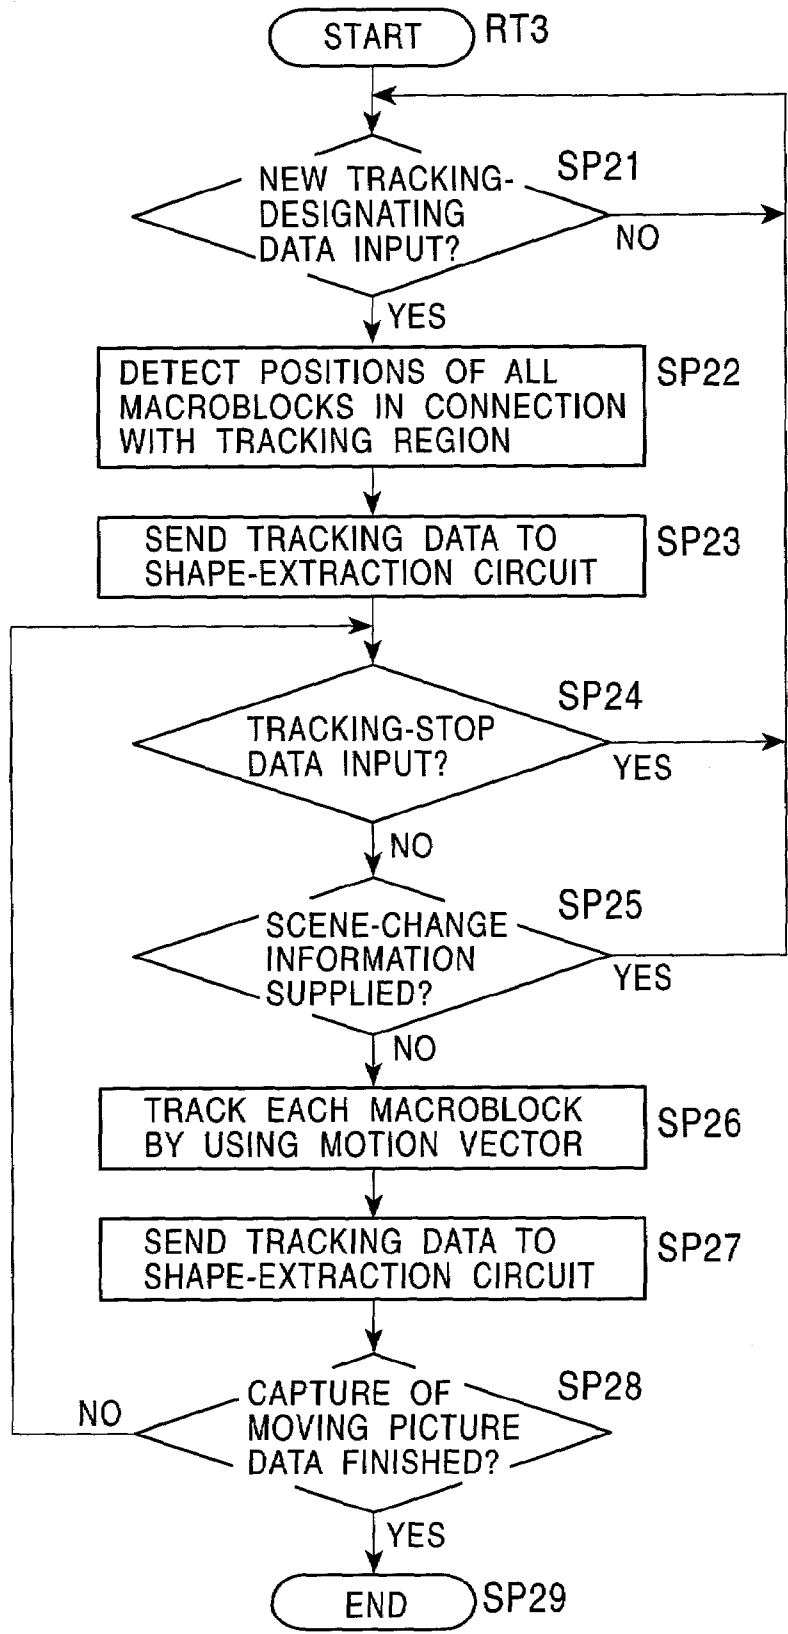 START
RT3
SP21
NEW TRACKING-
DESIGNATING
DATA INPUT?
NO
YES
DETECT POSITIONS OF ALL
MACROBLOCKS IN CONNECTION
WITH TRACKING REGION
SP22
SEND TRACKING DATA TO
SHAPE-EXTRACTION CIRCUIT
SP23
SP24
TRACKING-STOP
DATA INPUT?
YES
NO
SP25
SCENE-CHANGE
INFORMATION
SUPPLIED?
YES
NO
TRACK EACH MACROBLOCK
BY USING MOTION VECTOR
SP26
SEND TRACKING DATA TO
SHAPE-EXTRACTION CIRCUIT
SP27
SP28
CAPTURE OF
MOVING PICTURE
DATA FINISHED?
NO
YES
END
SP29